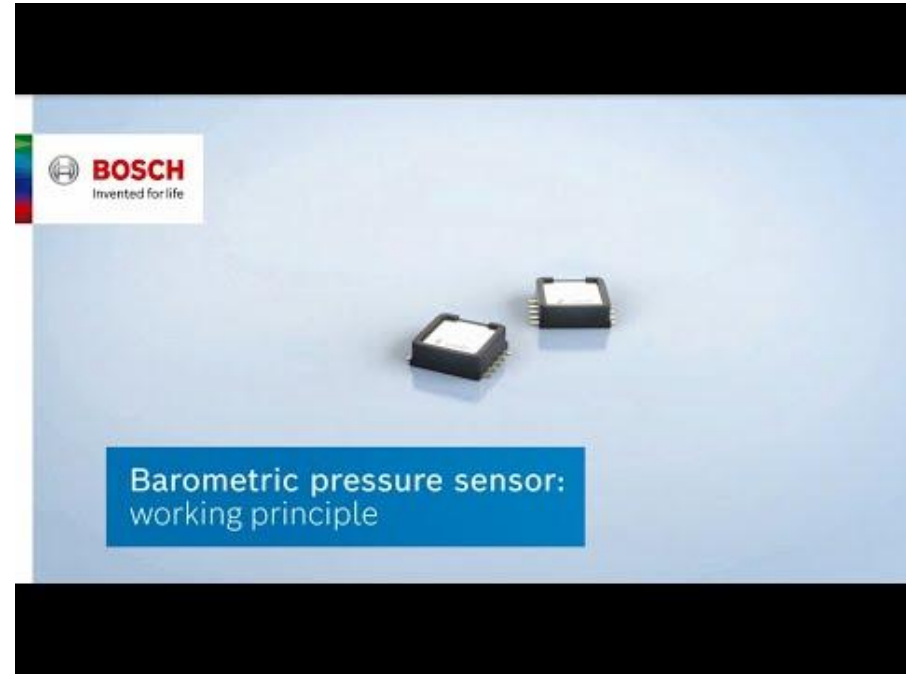 BOSCH
Invented for life
Barometric pressure sensor:
working principle